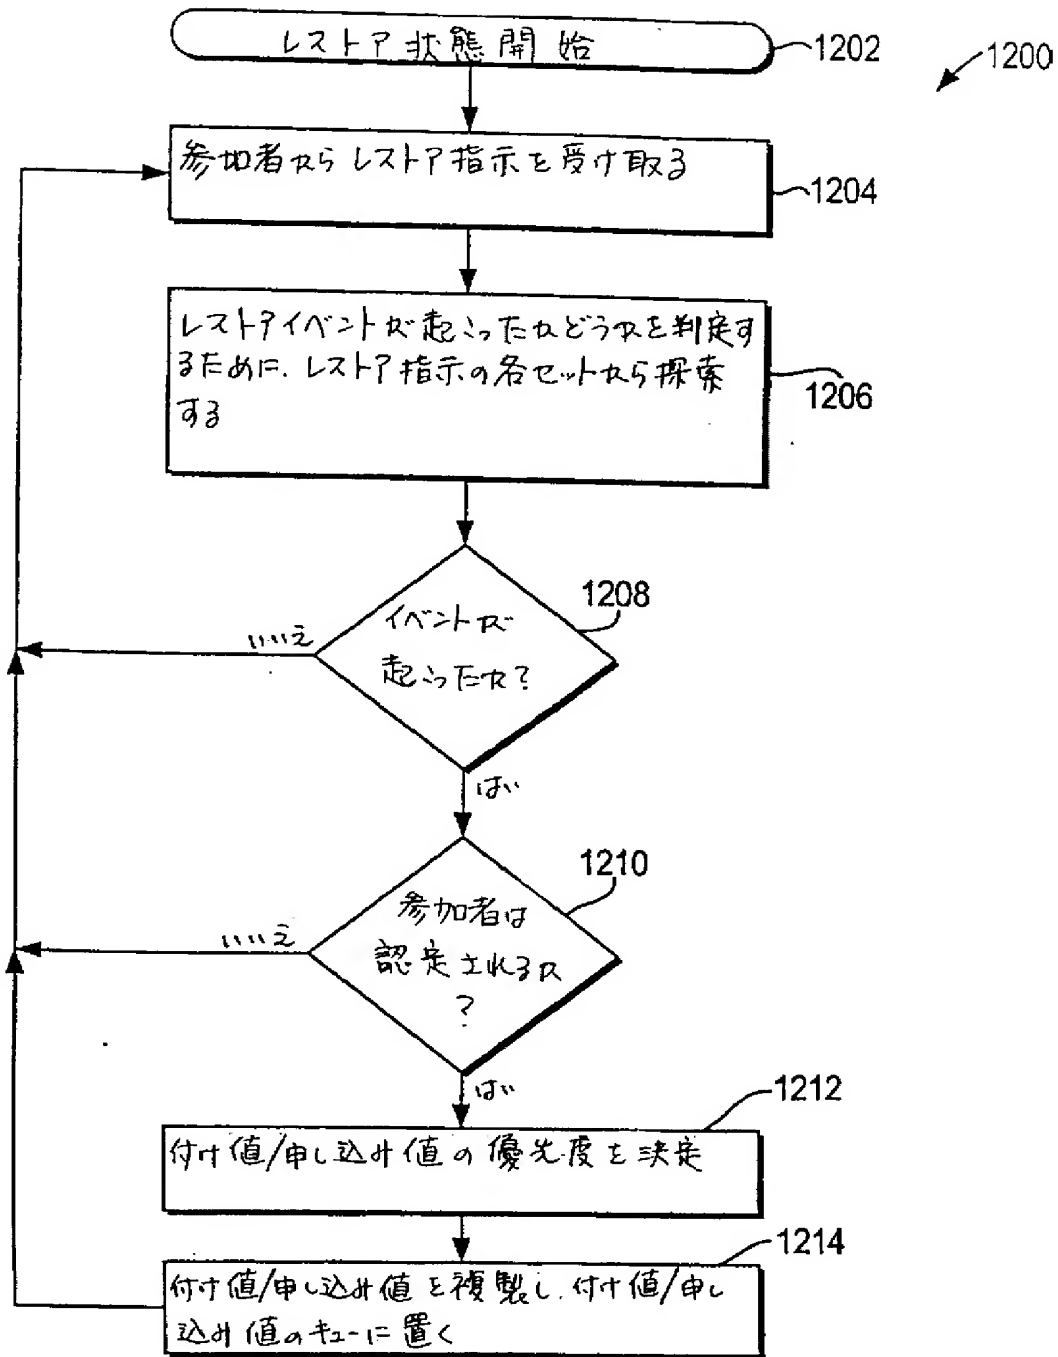 レストア状態開始
1202
1200
参加者からレストア指示を受け取る
1204
レストアイベントが起こったかどうかを判定す
るために、レストア指示の各セットから探索
する
1206
イベントが
起こったか?
1208
いいえ
はい
参加者は
認定されるか
?
1210
いいえ
はい
付け値/申し込み値の優先度を決定
1212
付け値/申し込み値を複製し、付け値/申し
込み値のキューに置く
1214